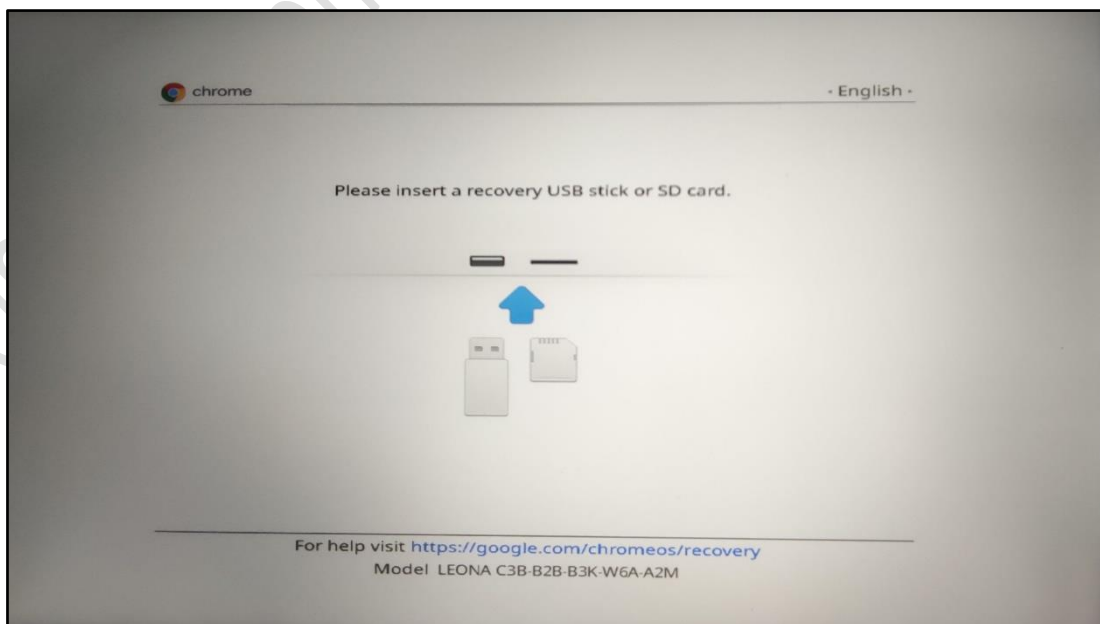 chrome
· English ·
Please insert a recovery USB stick or SD card.
For help visit https://google.com/chromeos/recovery
Model LEONA C3B-B2B-B3K-W6A-A2M